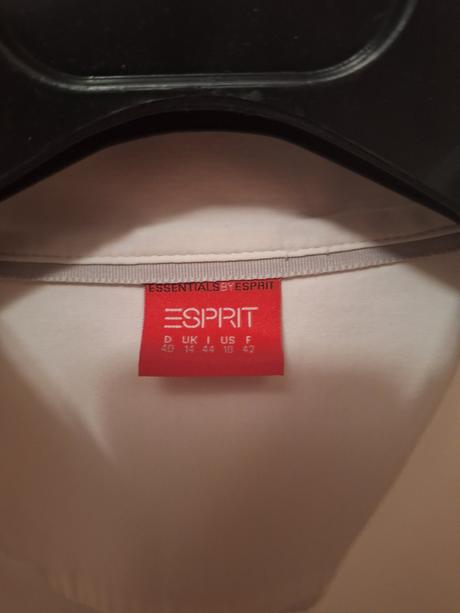 ESSENTIALS BY ESPRIT
ESPRIT
D UK I US F
40 14 44 10 42